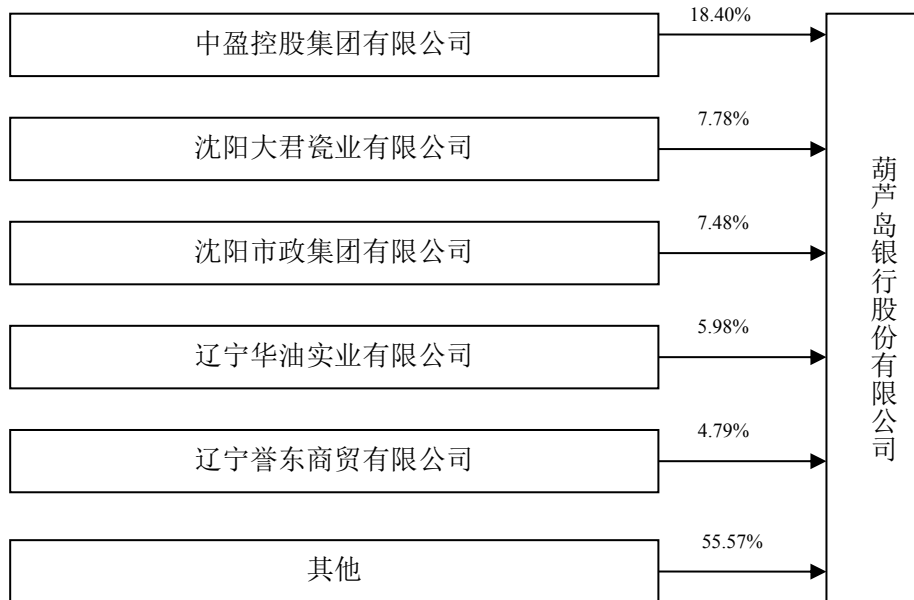 18.40%
中盈控股集团有限公司
7.78%
沈阳大君瓷业有限公司
7.48%
沈阳市政集团有限公司
5.98%
辽宁华油实业有限公司
4.79%
辽宁誉东商贸有限公司
55.57%
其他
葫芦岛银行股份有限公司